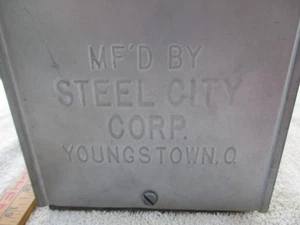 MF'D BY
STEEL CITY
CORP.
YOUNGSTOWN, O.